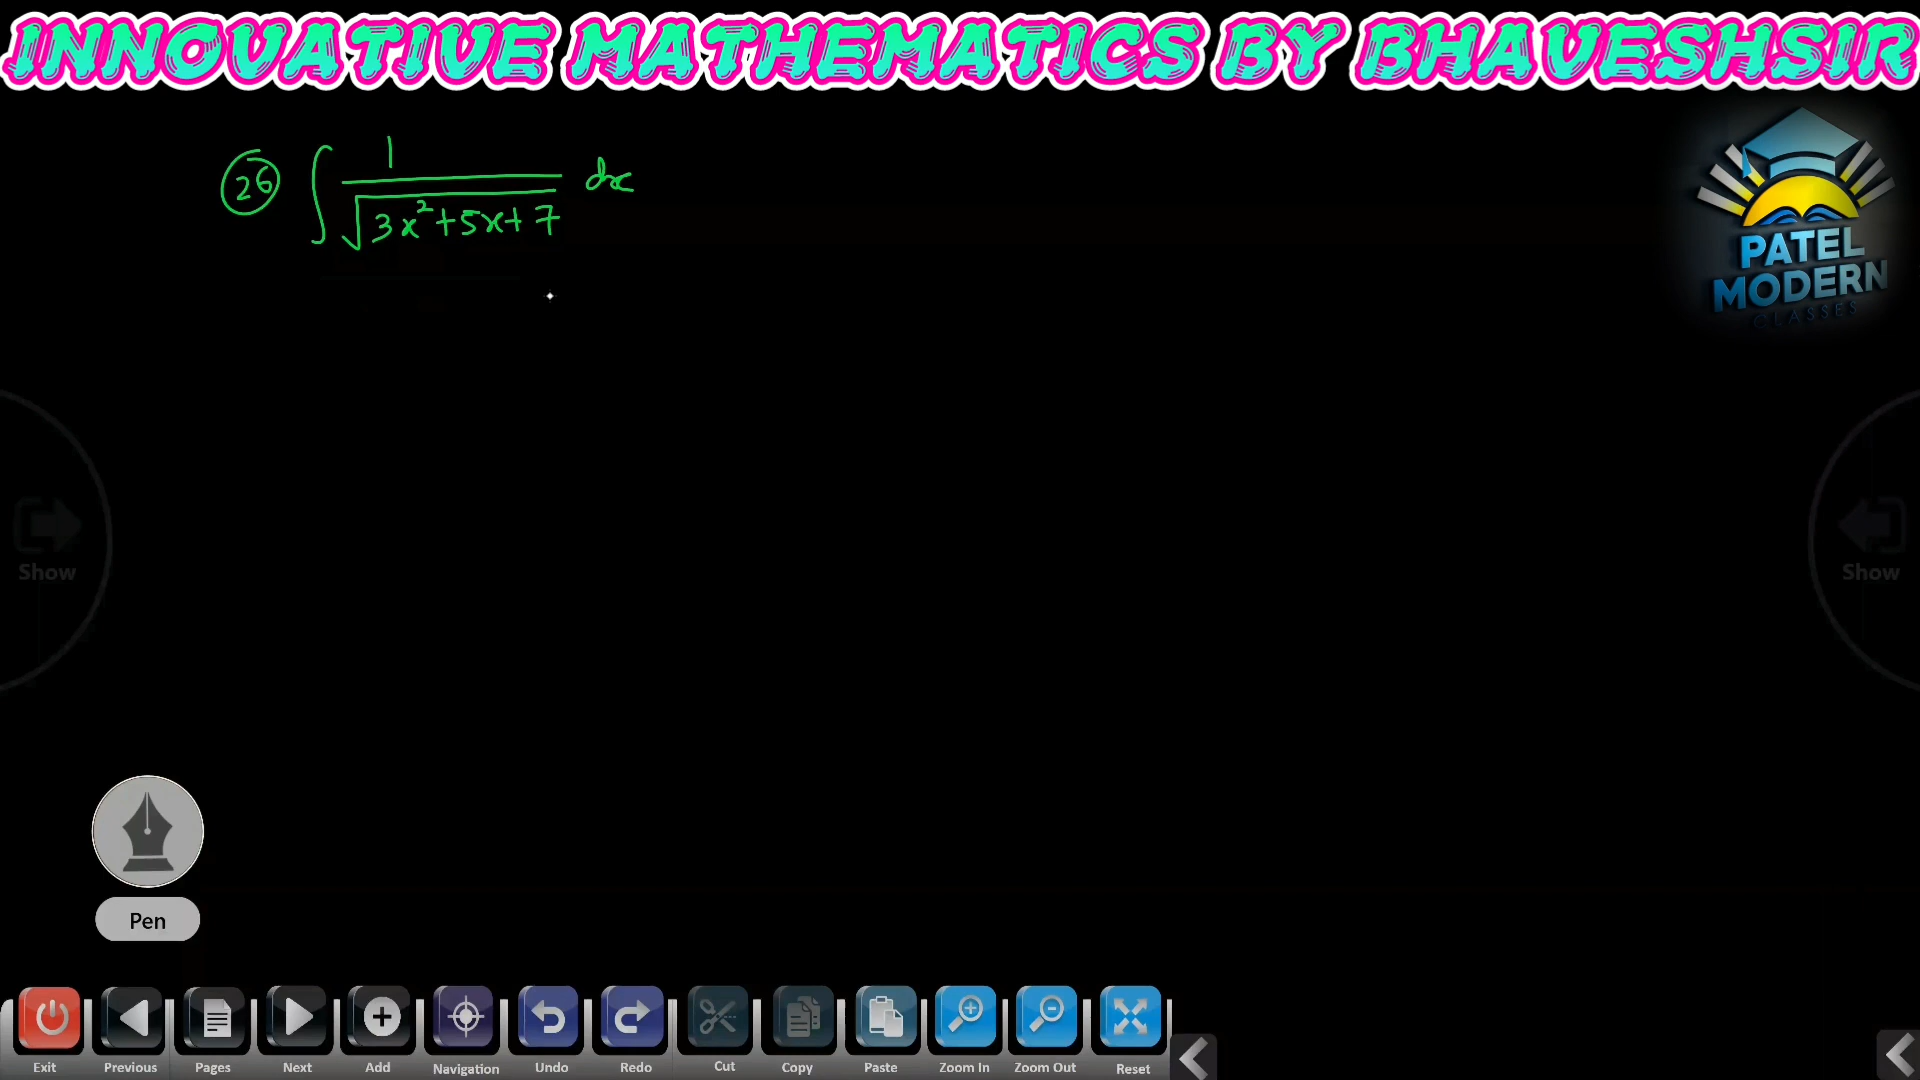 INNOVATIVE MATHEMATICS BY BHAVESHSIR
26 ∫ 1/√(3x²+5x+7) dx
PATEL
MODERN
CLASSES
Show
Show
Pen
Exit Previous Pages Next Add Navigation Undo Redo Cut Copy Paste Zoom In Zoom Out Reset